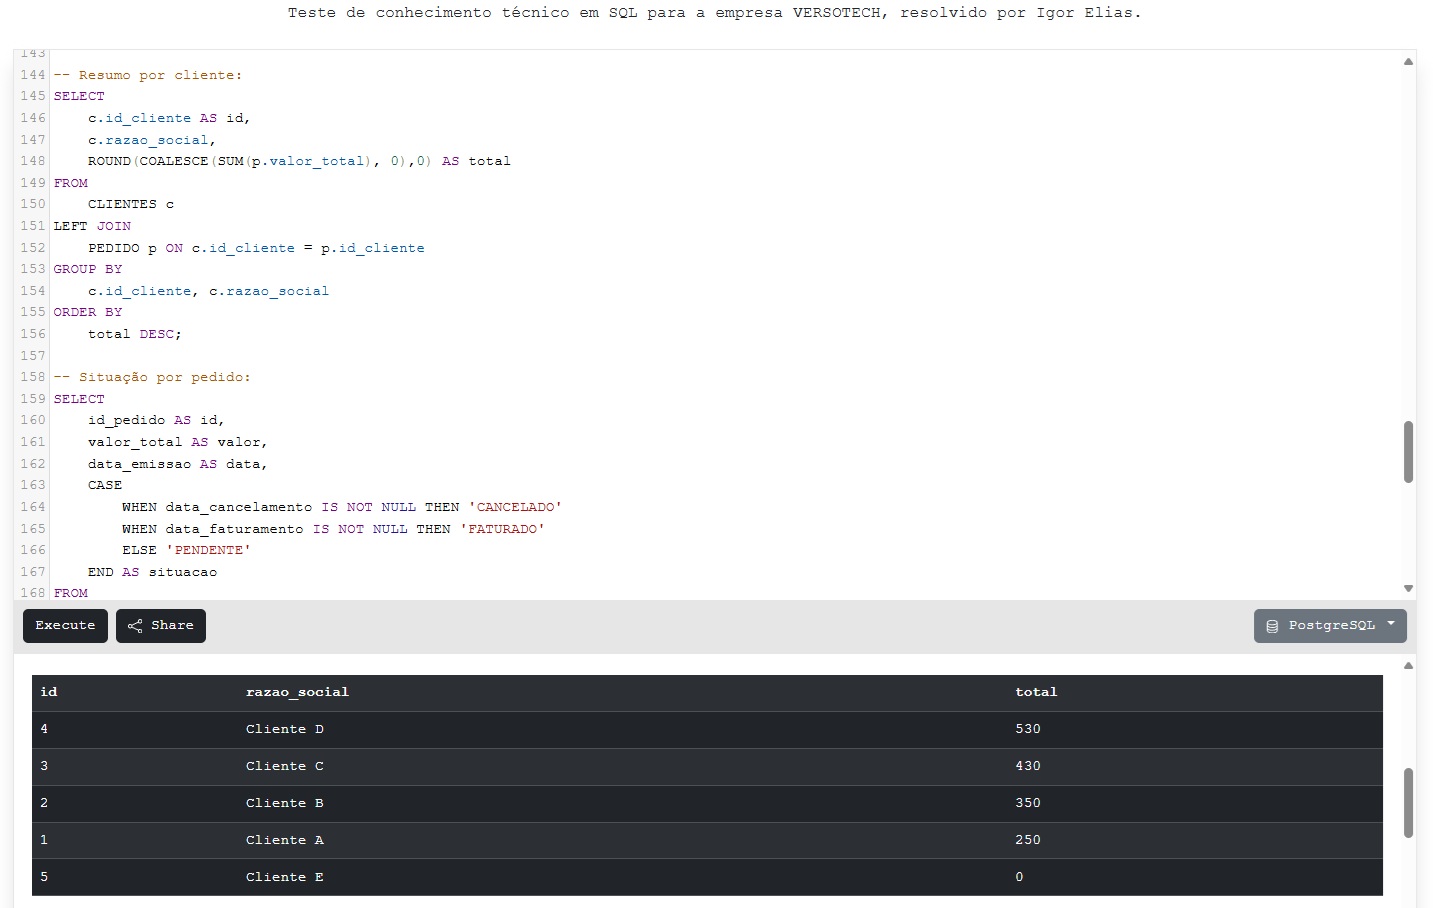 Teste de conhecimento técnico em SQL para a empresa VERSOTECH, resolvido por Igor Elias.
143
144 -- Resumo por cliente:
145 SELECT
146     c.id_cliente AS id,
147     c.razao_social,
148     ROUND(COALESCE(SUM(p.valor_total), 0),0) AS total
149 FROM
150     CLIENTES c
151 LEFT JOIN
152     PEDIDO p ON c.id_cliente = p.id_cliente
153 GROUP BY
154     c.id_cliente, c.razao_social
155 ORDER BY
156     total DESC;
157
158 -- Situação por pedido:
159 SELECT
160     id_pedido AS id,
161     valor_total AS valor,
162     data_emissao AS data,
163     CASE
164         WHEN data_cancelamento IS NOT NULL THEN 'CANCELADO'
165         WHEN data_faturamento IS NOT NULL THEN 'FATURADO'
166         ELSE 'PENDENTE'
167     END AS situacao
168 FROM
Execute Share PostgreSQL
id razao_social total
4 Cliente D 530
3 Cliente C 430
2 Cliente B 350
1 Cliente A 250
5 Cliente E 0